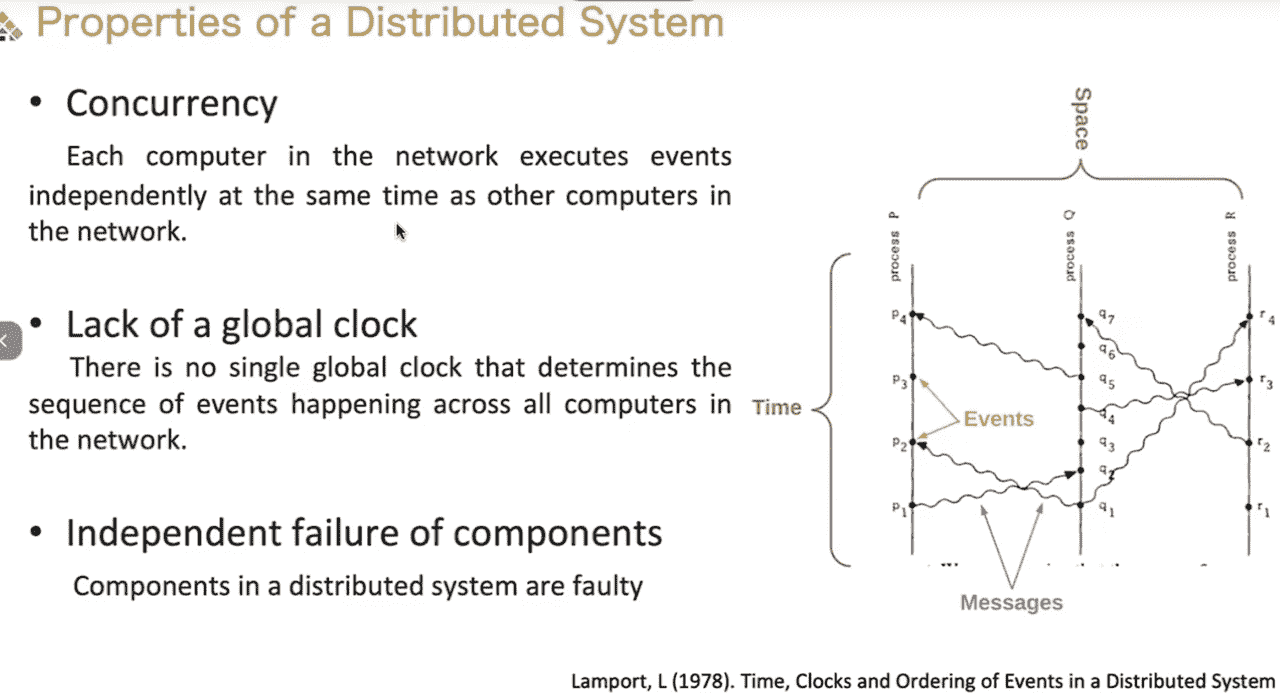 Properties of a Distributed System
• Concurrency
Each computer in the network executes events
independently at the same time as other computers in
the network.
• Lack of a global clock
There is no single global clock that determines the
sequence of events happening across all computers in
the network.
• Independent failure of components
Components in a distributed system are faulty
Space
process P
process Q
process R
Time
p4
p3
p2
p1
q7
q6
q5
q4
q3
q2
q1
r4
r3
r2
r1
Events
Messages
Lamport, L (1978). Time, Clocks and Ordering of Events in a Distributed System